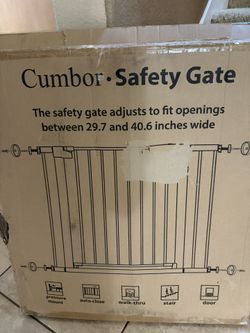 Cumbor · Safety Gate
The safety gate adjusts to fit openings
between 29.7 and 40.6 inches wide
pressure mount
auto-close
walk-thru
stair
door